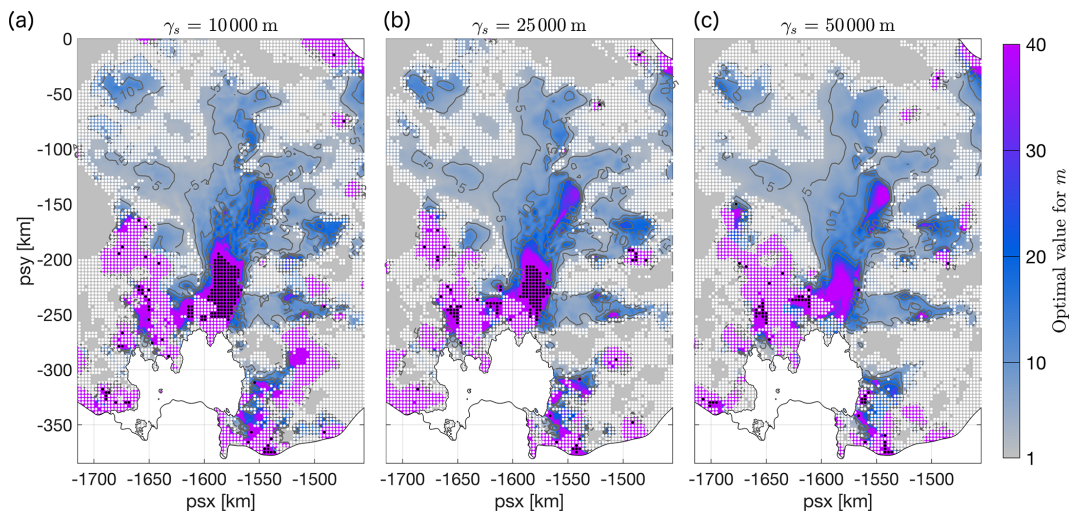 (a) γs = 10 000 m
(b) γs = 25 000 m
(c) γs = 50 000 m
0
-50
-100
-150
-200
-250
-300
-350
psy [km]
-1700 -1650 -1600 -1550 -1500
-1700 -1650 -1600 -1550 -1500
-1700 -1650 -1600 -1550 -1500
psx [km]
psx [km]
psx [km]
40
30
20
10
1
Optimal value for m